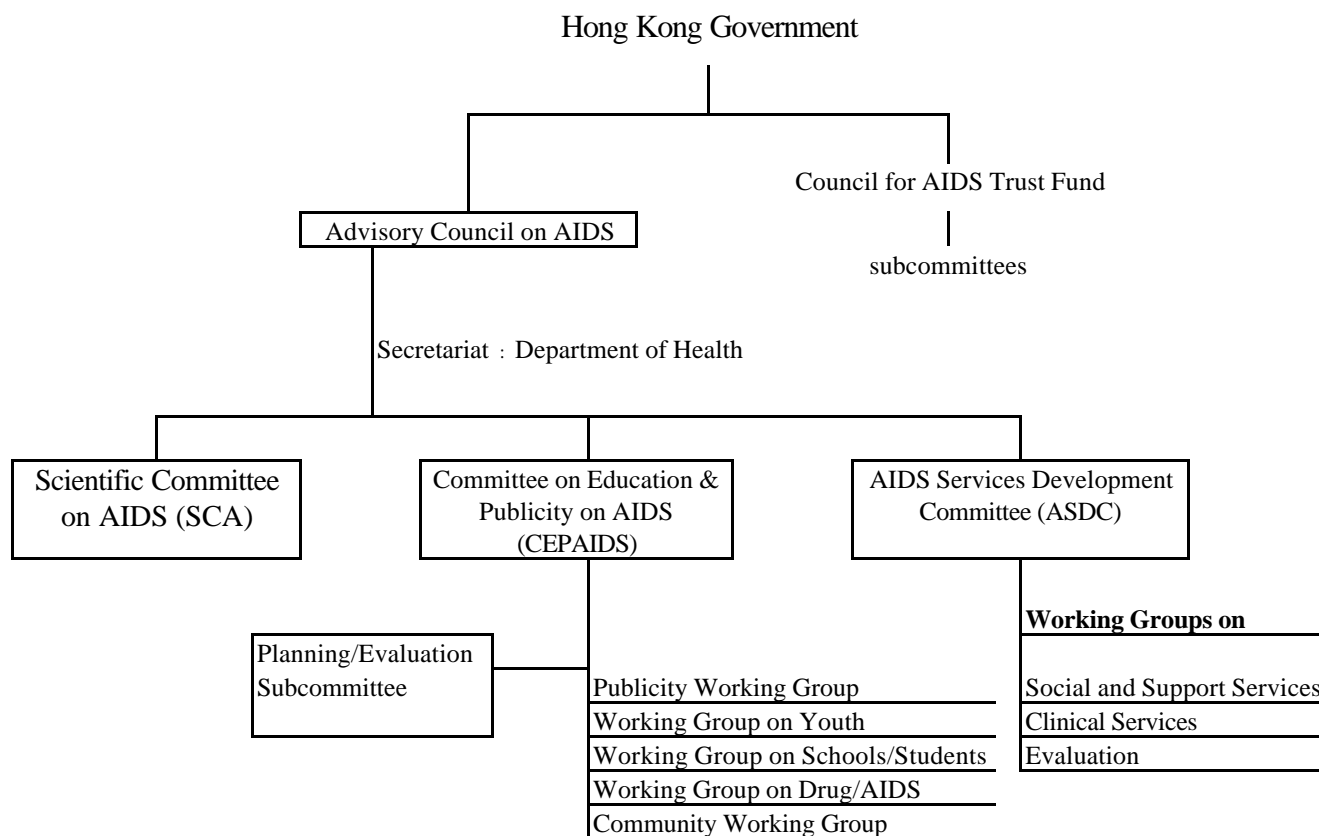 Hong Kong Government
Council for AIDS Trust Fund
Advisory Council on AIDS
subcommittees
Secretariat : Department of Health
Scientific Committee
on AIDS (SCA)
Committee on Education &
Publicity on AIDS
(CEPAIDS)
AIDS Services Development
Committee (ASDC)
Planning/Evaluation
Subcommittee
Publicity Working Group
Working Group on Youth
Working Group on Schools/Students
Working Group on Drug/AIDS
Community Working Group
Working Groups on
Social and Support Services
Clinical Services
Evaluation